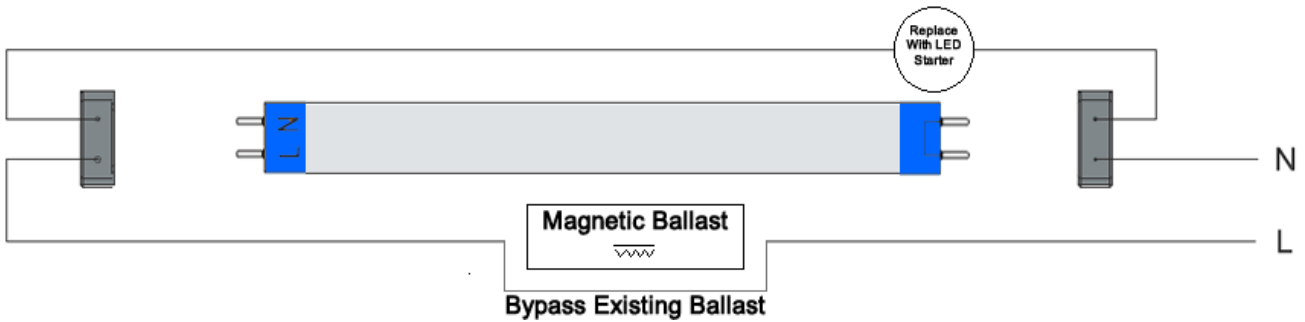 Replace
With LED
Starter
L N
N
Magnetic Ballast
L
Bypass Existing Ballast